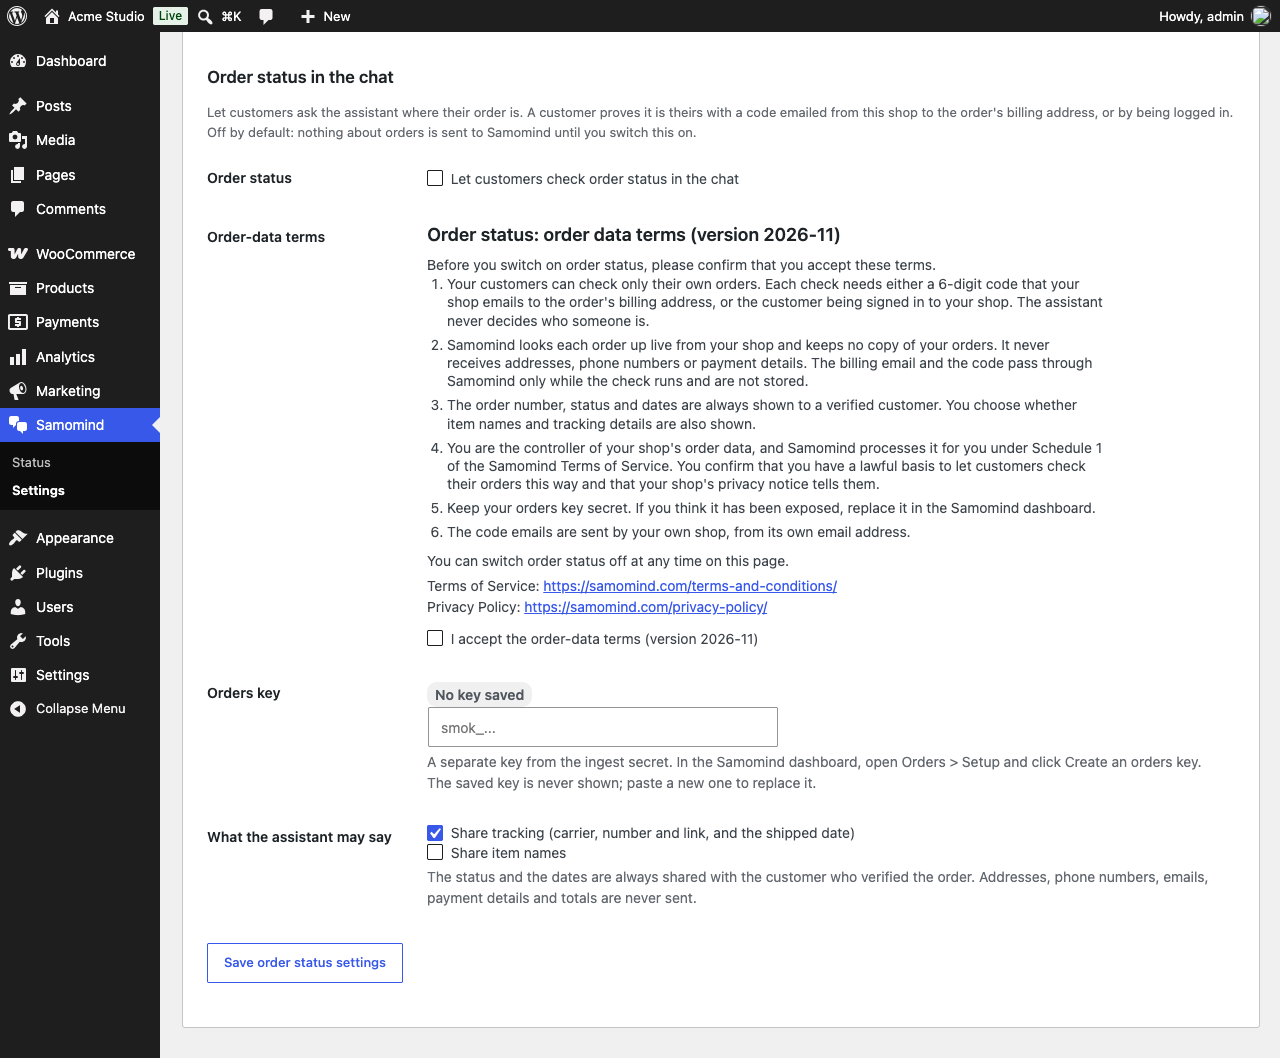 Acme Studio Live ⌘K New Howdy, admin
Dashboard
Posts
Media
Pages
Comments
WooCommerce
Products
Payments
Analytics
Marketing
Samomind
Status
Settings
Appearance
Plugins
Users
Tools
Settings
Collapse Menu
Order status in the chat
Let customers ask the assistant where their order is. A customer proves it is theirs with a code emailed from this shop to the order's billing address, or by being logged in.
Off by default: nothing about orders is sent to Samomind until you switch this on.
Order status
Let customers check order status in the chat
Order-data terms
Order status: order data terms (version 2026-11)
Before you switch on order status, please confirm that you accept these terms.
1. Your customers can check only their own orders. Each check needs either a 6-digit code that your
shop emails to the order's billing address, or the customer being signed in to your shop. The assistant
never decides who someone is.
2. Samomind looks each order up live from your shop and keeps no copy of your orders. It never
receives addresses, phone numbers or payment details. The billing email and the code pass through
Samomind only while the check runs and are not stored.
3. The order number, status and dates are always shown to a verified customer. You choose whether
item names and tracking details are also shown.
4. You are the controller of your shop's order data, and Samomind processes it for you under Schedule 1
of the Samomind Terms of Service. You confirm that you have a lawful basis to let customers check
their orders this way and that your shop's privacy notice tells them.
5. Keep your orders key secret. If you think it has been exposed, replace it in the Samomind dashboard.
6. The code emails are sent by your own shop, from its own email address.
You can switch order status off at any time on this page.
Terms of Service: https://samomind.com/terms-and-conditions/
Privacy Policy: https://samomind.com/privacy-policy/
I accept the order-data terms (version 2026-11)
Orders key
No key saved
smok_...
A separate key from the ingest secret. In the Samomind dashboard, open Orders > Setup and click Create an orders key.
The saved key is never shown; paste a new one to replace it.
What the assistant may say
Share tracking (carrier, number and link, and the shipped date)
Share item names
The status and the dates are always shared with the customer who verified the order. Addresses, phone numbers, emails,
payment details and totals are never sent.
Save order status settings